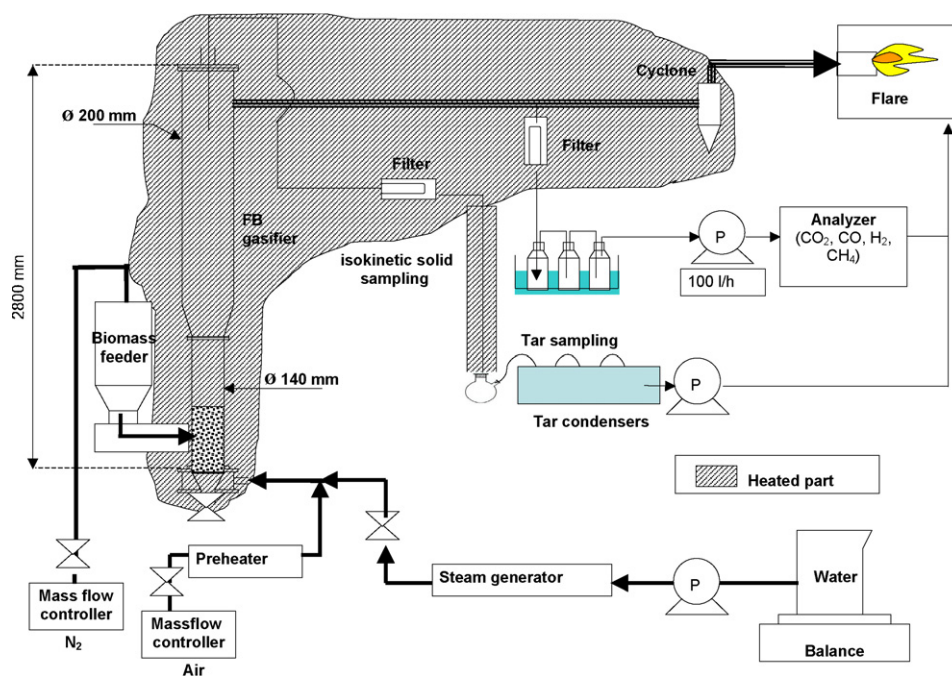 Cyclone
Flare
Ø 200 mm
Filter
Filter
FB
gasifier
isokinetic solid
sampling
P
100 l/h
Analyzer
(CO₂, CO, H₂,
CH₄)
2800 mm
Biomass
feeder
Ø 140 mm
Tar sampling
P
Tar condensers
Heated part
Preheater
Steam generator
P
Water
Mass flow
controller
N₂
Massflow
controller
Air
Balance